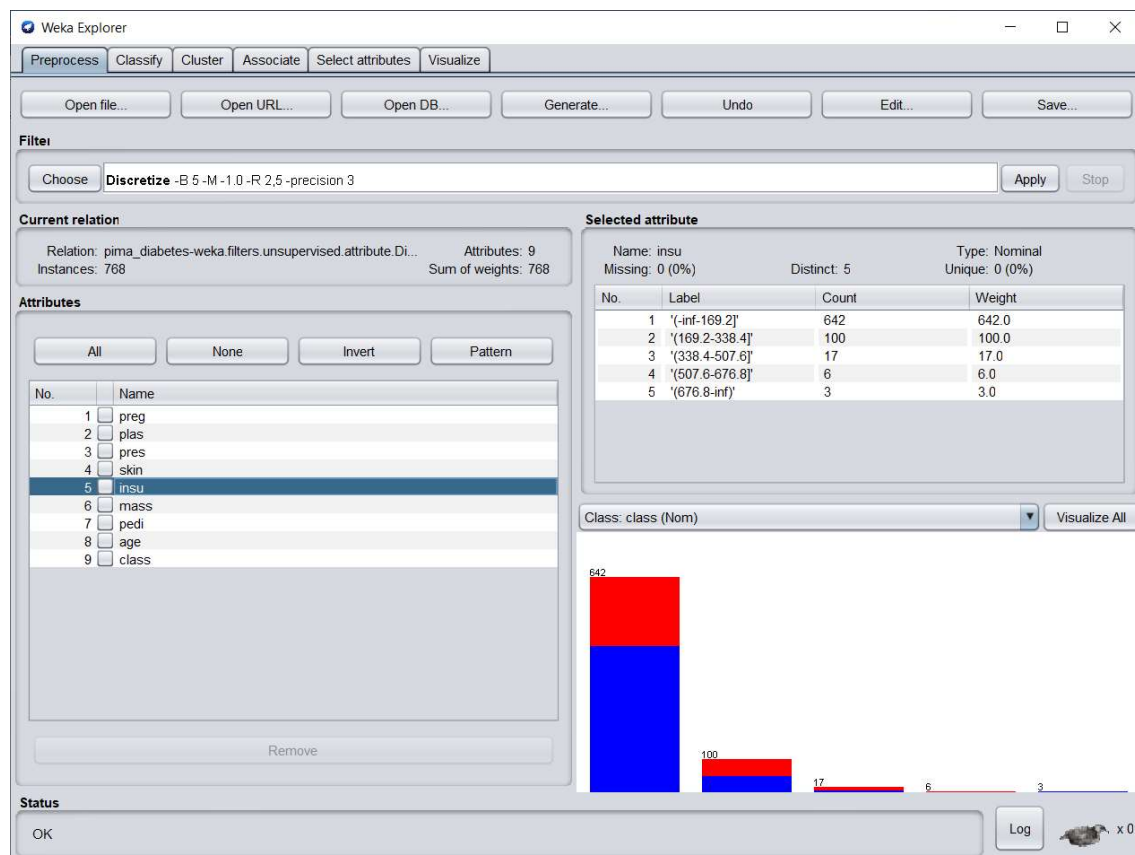 Weka Explorer
Preprocess Classify Cluster Associate Select attributes Visualize
Open file... Open URL... Open DB... Generate... Undo Edit... Save...
Filter
Choose Discretize -B 5 -M -1.0 -R 2,5 -precision 3 Apply Stop
Current relation
Relation: pima_diabetes-weka.filters.unsupervised.attribute.Di... Attributes: 9
Instances: 768 Sum of weights: 768
Attributes
All None Invert Pattern
No. Name
1 preg
2 plas
3 pres
4 skin
5 insu
6 mass
7 pedi
8 age
9 class
Remove
Selected attribute
Name: insu Type: Nominal
Missing: 0 (0%) Distinct: 5 Unique: 0 (0%)
No. Label Count Weight
1 '(-inf-169.2]' 642 642.0
2 '(169.2-338.4]' 100 100.0
3 '(338.4-507.6]' 17 17.0
4 '(507.6-676.8]' 6 6.0
5 '(676.8-inf)' 3 3.0
Class: class (Nom) Visualize All
642
100
17
6
3
Status
OK
Log x 0